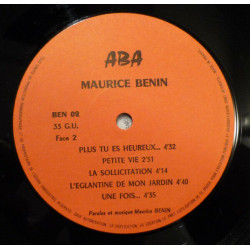 ABA
MAURICE BENIN
BEN 02
33 G.U.
Face 2
PLUS TU ES HEUREUX... 4'32
PETITE VIE 2'51
LA SOLLICITATION 4'14
L'EGLANTINE DE MON JARDIN 4'40
UNE FOIS... 4'35
Paroles et musique Maurice BENIN